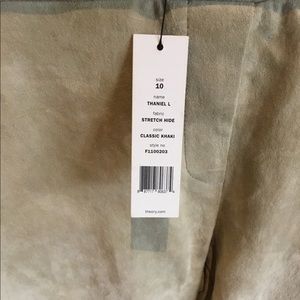 size
10
name
THANIEL L
fabric
STRETCH HIDE
color
CLASSIC KHAKI
style no
F1100203
theory.com